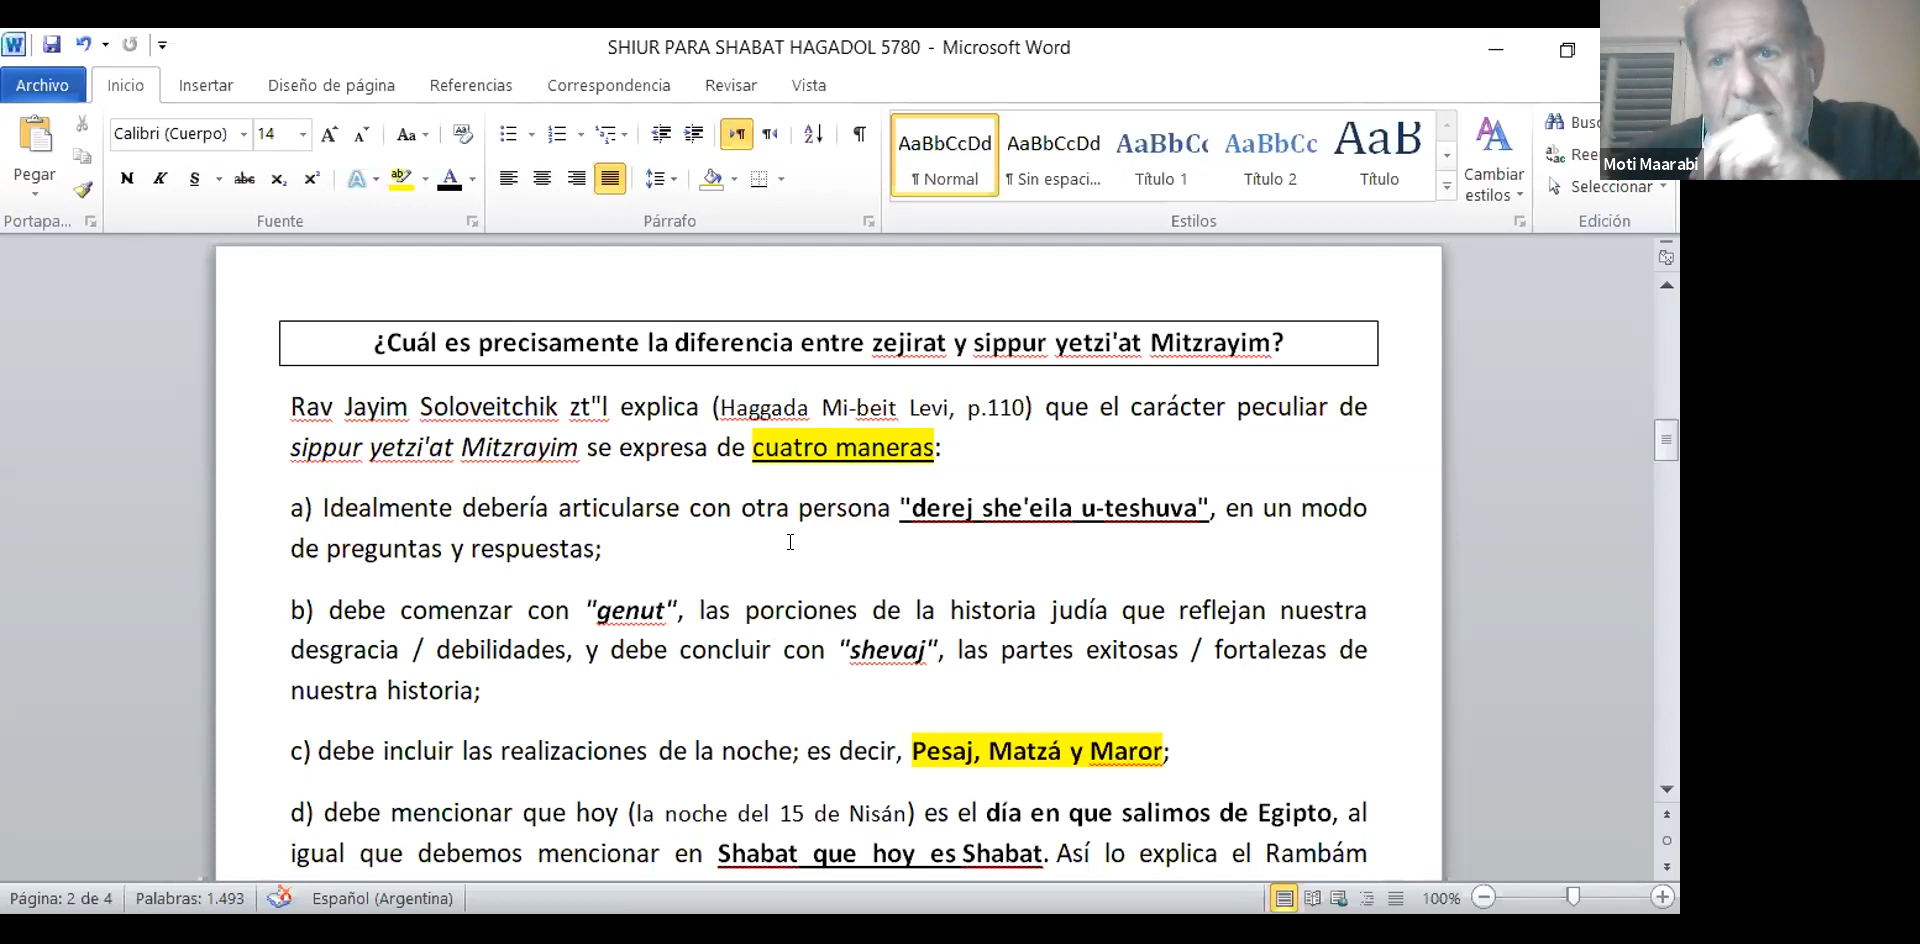 SHIUR PARA SHABAT HAGADOL 5780 - Microsoft Word
Archivo Inicio Insertar Diseño de página Referencias Correspondencia Revisar Vista
Pegar
Calibri (Cuerpo) 14
Aa
N K S abc x₂ x² A ab A
AaBbCcDd AaBbCcDd AaBbCc AaBbCc AaB
¶ Normal ¶ Sin espaci... Título 1 Título 2 Título
Cambiar
estilos
Seleccionar
Moti Maarabi
Portapa... Fuente Párrafo Estilos Edición
¿Cuál es precisamente la diferencia entre zejirat y sippur yetzi'at Mitzrayim?
Rav Jayim Soloveitchik zt"l explica (Haggada Mi-beit Levi, p.110) que el carácter peculiar de
sippur yetzi'at Mitzrayim se expresa de cuatro maneras:
a) Idealmente debería articularse con otra persona "derej she'eila u-teshuva", en un modo
de preguntas y respuestas;
b) debe comenzar con "genut", las porciones de la historia judía que reflejan nuestra
desgracia / debilidades, y debe concluir con "shevaj", las partes exitosas / fortalezas de
nuestra historia;
c) debe incluir las realizaciones de la noche; es decir, Pesaj, Matzá y Maror;
d) debe mencionar que hoy (la noche del 15 de Nisán) es el día en que salimos de Egipto, al
igual que debemos mencionar en Shabat que hoy es Shabat. Así lo explica el Rambám
Página: 2 de 4 Palabras: 1.493 Español (Argentina) 100%